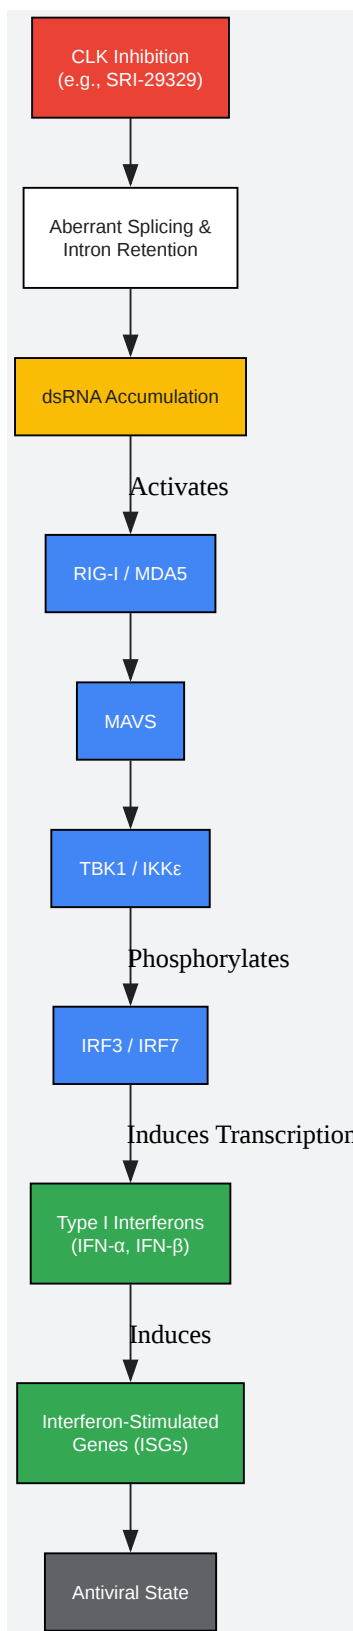 CLK Inhibition
(e.g., SRI-29329)
Aberrant Splicing &
Intron Retention
dsRNA Accumulation
Activates
RIG-I / MDA5
MAVS
TBK1 / IKKε
Phosphorylates
IRF3 / IRF7
Induces Transcription
Type I Interferons
(IFN-α, IFN-β)
Induces
Interferon-Stimulated
Genes (ISGs)
Antiviral State